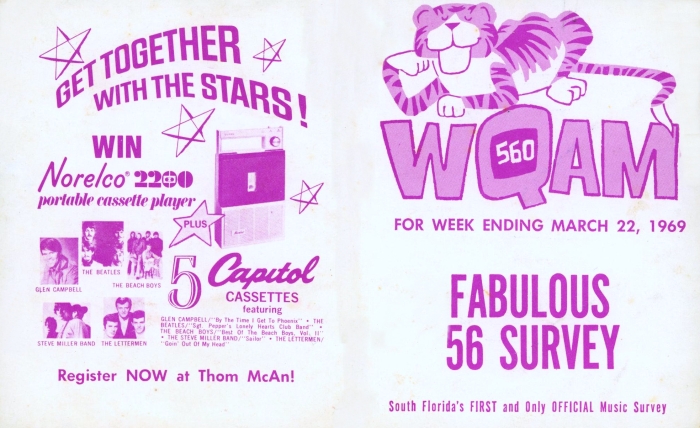 GET TOGETHER
WITH THE STARS!
WIN
Norelco® 2200
portable cassette player
PLUS
5 Capitol
CASSETTES
featuring
GLEN CAMPBELL
THE BEATLES
THE BEACH BOYS
STEVE MILLER BAND
THE LETTERMEN
GLEN CAMPBELL/"By The Time I Get To Phoenix" • THE
BEATLES/"Sgt. Pepper's Lonely Hearts Club Band" •
THE BEACH BOYS/"Best Of The Beach Boys, Vol. II"
• THE STEVE MILLER BAND/"Sailor" • THE LETTERMEN/
"Goin' Out Of My Head"
Register NOW at Thom McAn!
WQAM
560
FOR WEEK ENDING MARCH 22, 1969
FABULOUS
56 SURVEY
South Florida's FIRST and Only OFFICIAL Music Survey